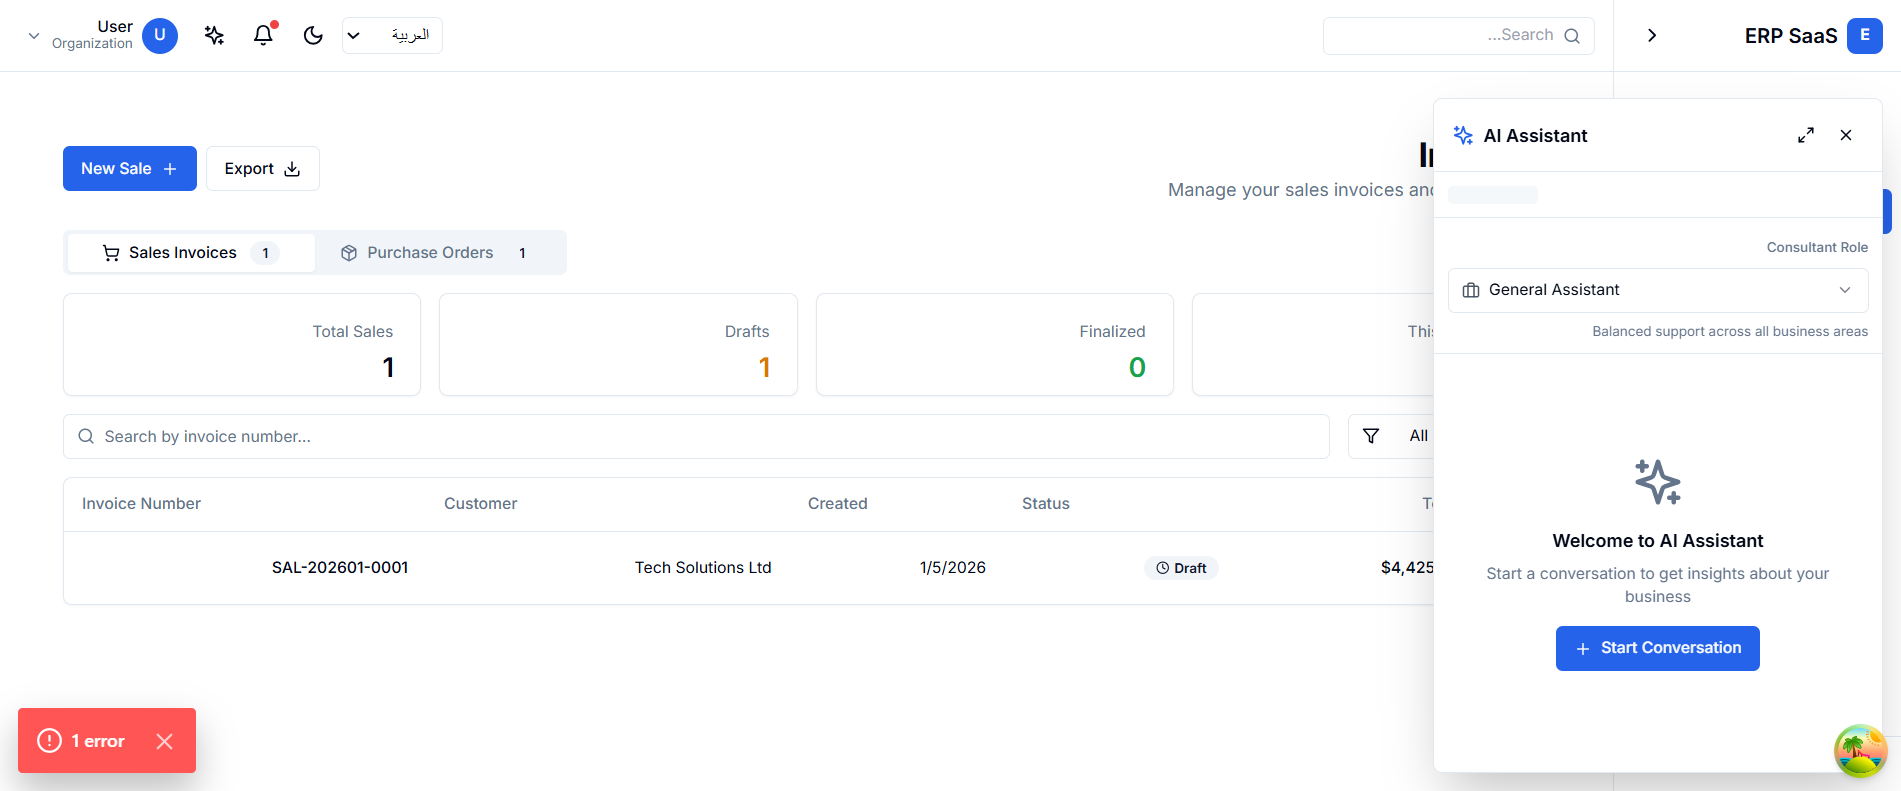 User
Organization
U
العربية
...Search
ERP SaaS
E
New Sale
Export
Manage your sales invoices and
Sales Invoices 1
Purchase Orders 1
Total Sales
1
Drafts
1
Finalized
0
Search by invoice number...
All
Invoice Number Customer Created Status
SAL-202601-0001 Tech Solutions Ltd 1/5/2026 Draft $4,425
1 error
AI Assistant
Consultant Role
General Assistant
Balanced support across all business areas
Welcome to AI Assistant
Start a conversation to get insights about your
business
Start Conversation